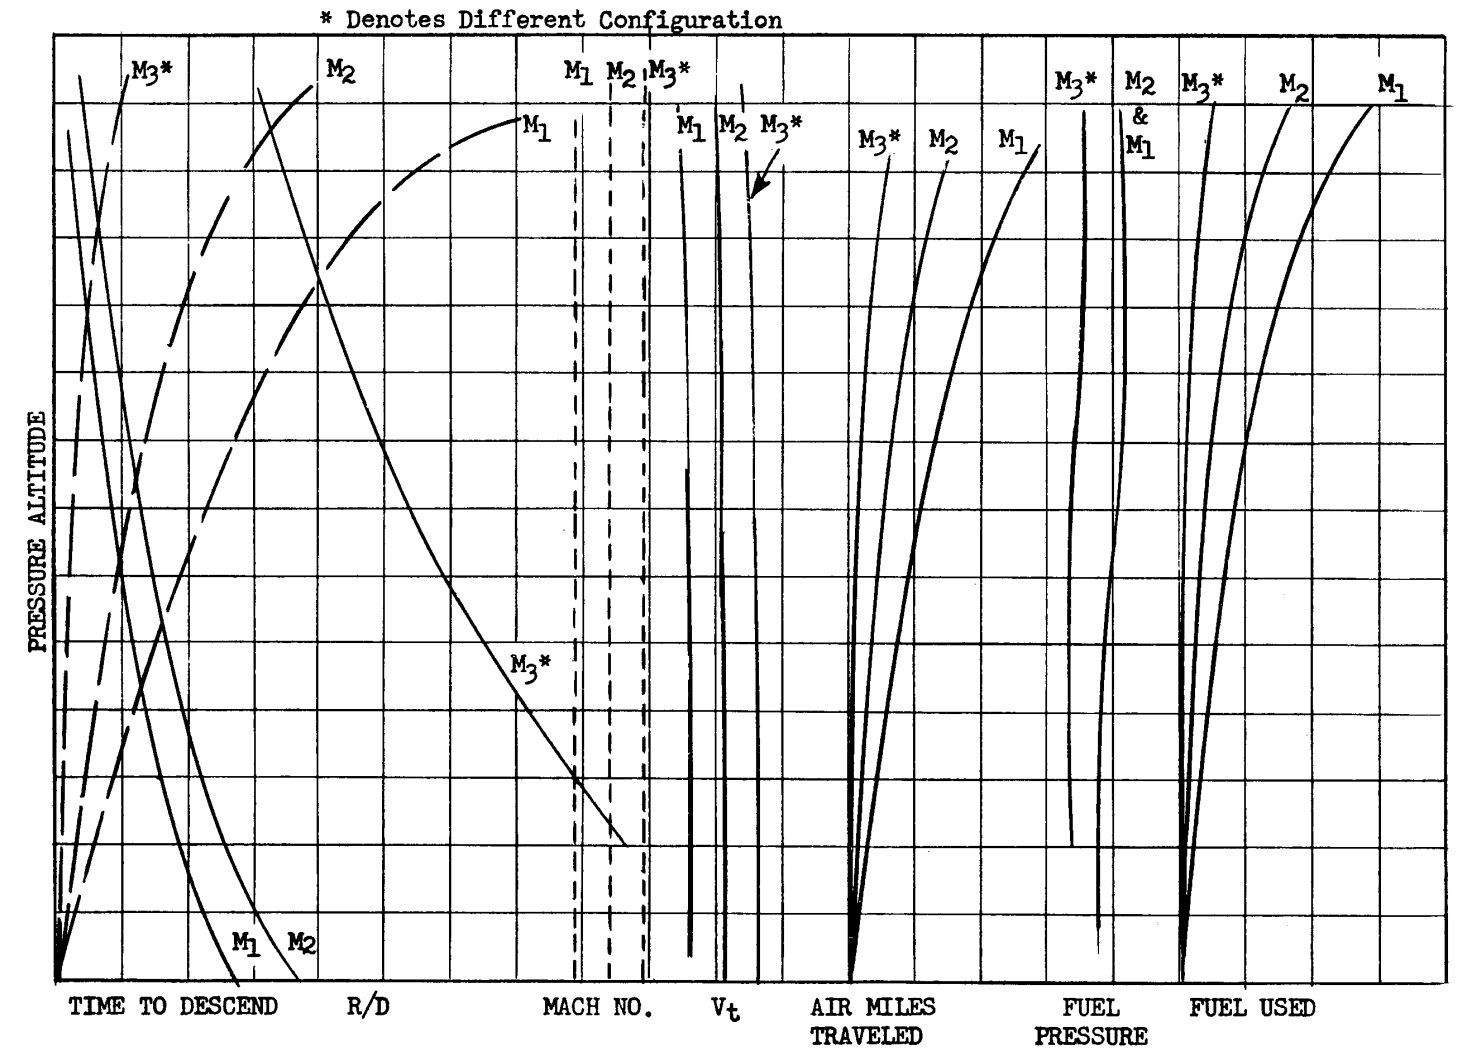 * Denotes Different Configuration
M3*
M2
M1
M1 M2 M3*
M1 M2 M3*
M3* M2 M1
M3* M2
&
M1
M3* M2 M1
M3*
M1 M2
PRESSURE ALTITUDE
TIME TO DESCEND
R/D
MACH NO.
Vt
AIR MILES
TRAVELED
FUEL
PRESSURE
FUEL USED